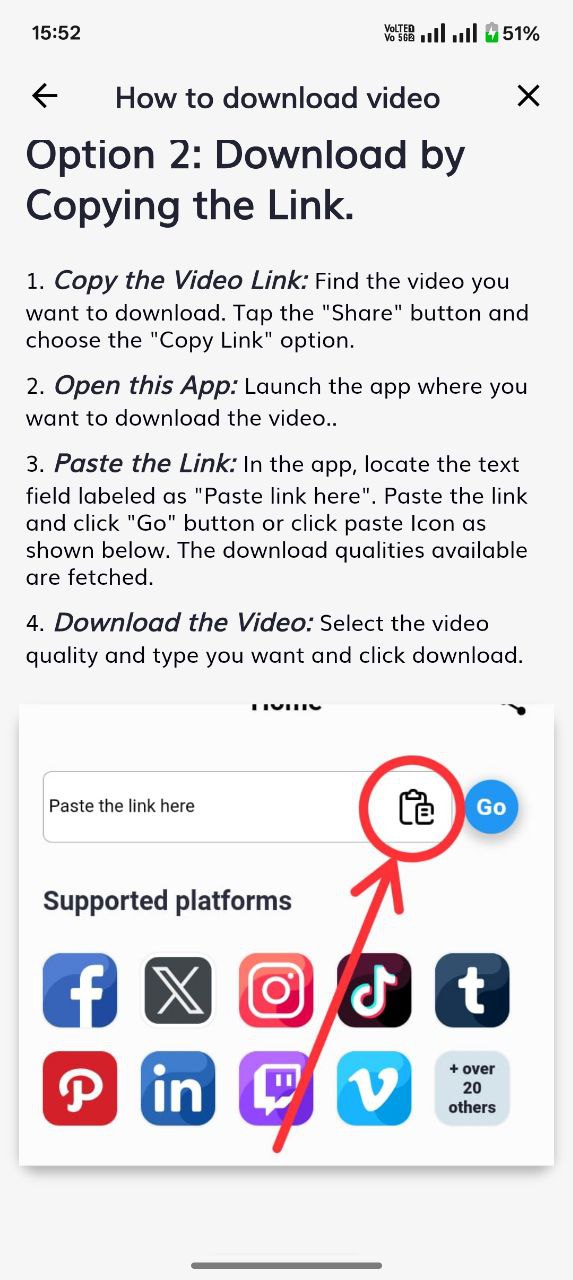 15:52
VoLTED
Vo 5G2
51%
How to download video
Option 2: Download by
Copying the Link.
1. Copy the Video Link: Find the video you
want to download. Tap the "Share" button and
choose the "Copy Link" option.
2. Open this App: Launch the app where you
want to download the video..
3. Paste the Link: In the app, locate the text
field labeled as "Paste link here". Paste the link
and click "Go" button or click paste Icon as
shown below. The download qualities available
are fetched.
4. Download the Video: Select the video
quality and type you want and click download.
Home
Paste the link here
Go
Supported platforms
+ over
20
others